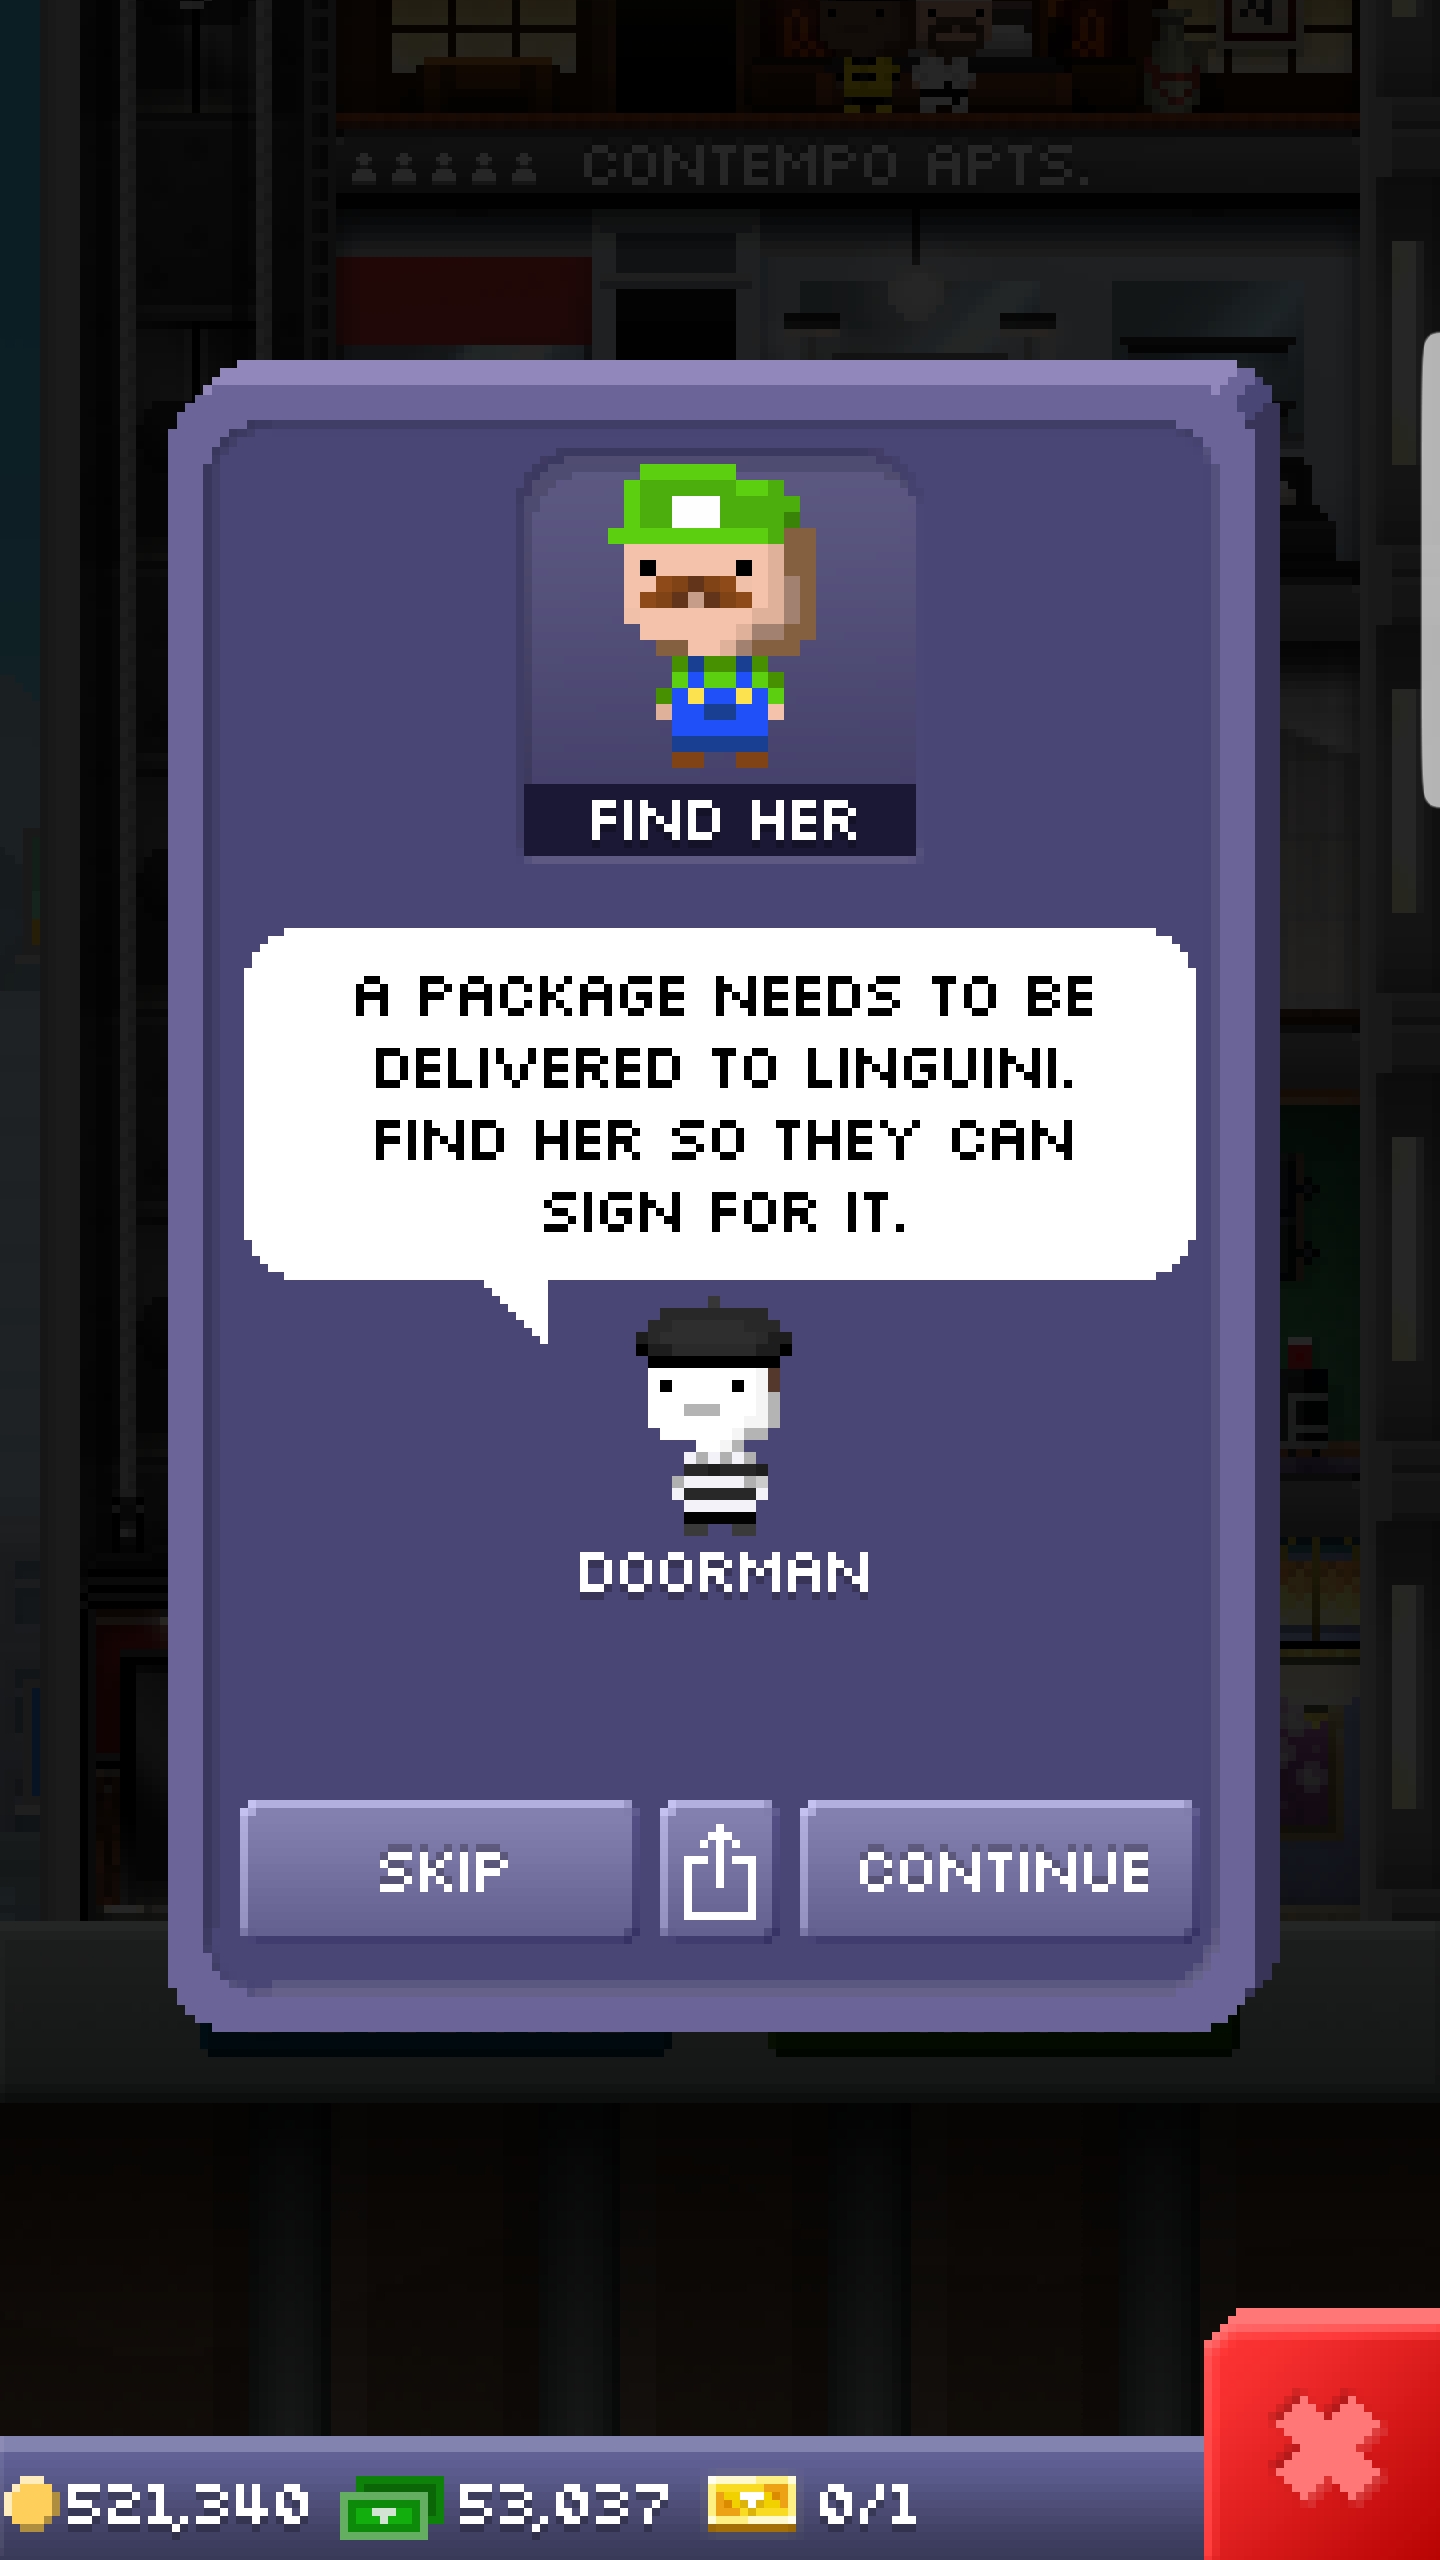 CONTEMPO APTS.
FIND HER
A PACKAGE NEEDS TO BE
DELIVERED TO LINGUINI.
FIND HER SO THEY CAN
SIGN FOR IT.
DOORMAN
SKIP
CONTINUE
521,340 53,037 0/1